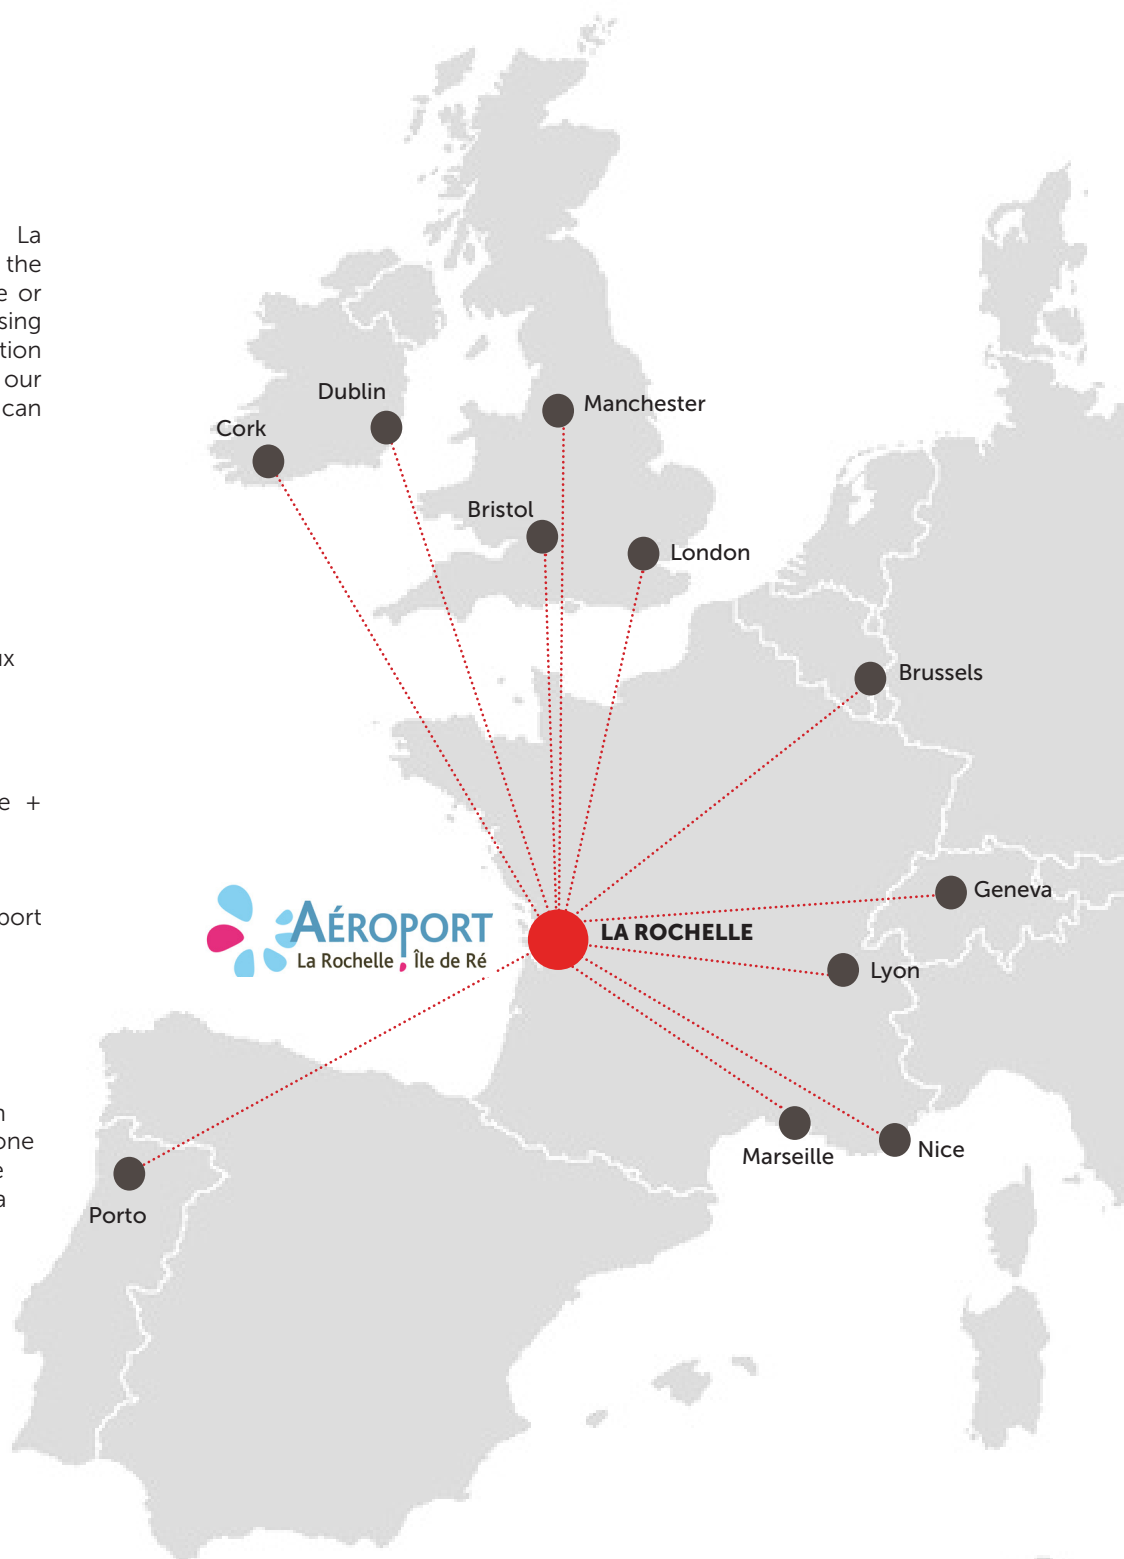 La
the
e or
sing
tion
our
can
ux
e +
port
n
one
e
a
Dublin
Manchester
Cork
Bristol
London
Brussels
Geneva
AÉROPORT
La Rochelle Île de Ré
LA ROCHELLE
Lyon
Marseille
Nice
Porto